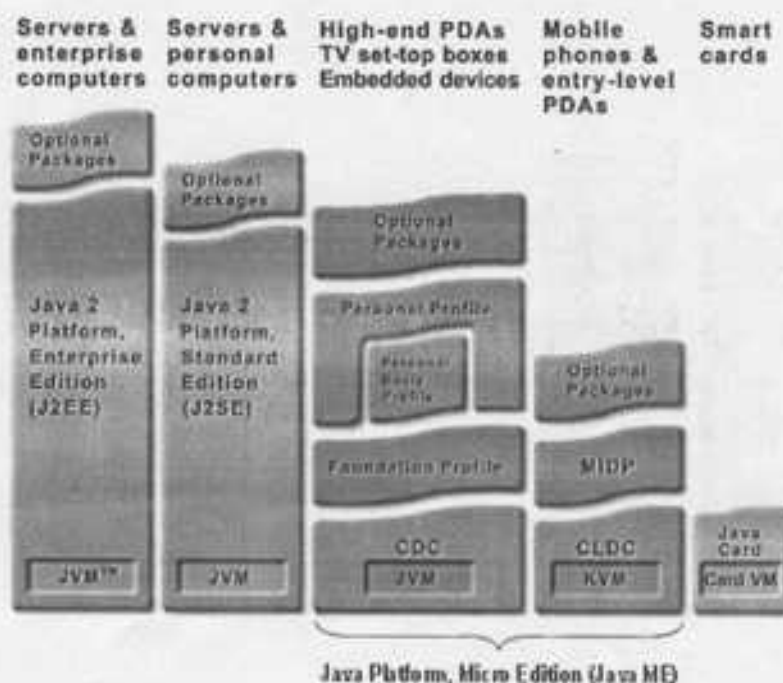 Servers &
enterprise
computers
Servers &
personal
computers
High-end PDAs
TV set-top boxes
Embedded devices
Mobile
phones &
entry-level
PDAs
Smart
cards
Optional
Packages
Java 2
Platform,
Enterprise
Edition
(J2EE)
JVM™
Optional
Packages
Java 2
Platform,
Standard
Edition
(J2SE)
JVM
Optional
Packages
Personal Profile
Personal
Basis
Profile
Foundation Profile
CDC
JVM
Optional
Packages
MIDP
CLDC
KVM
Java
Card
Card VM
Java Platform, Micro Edition (Java ME)